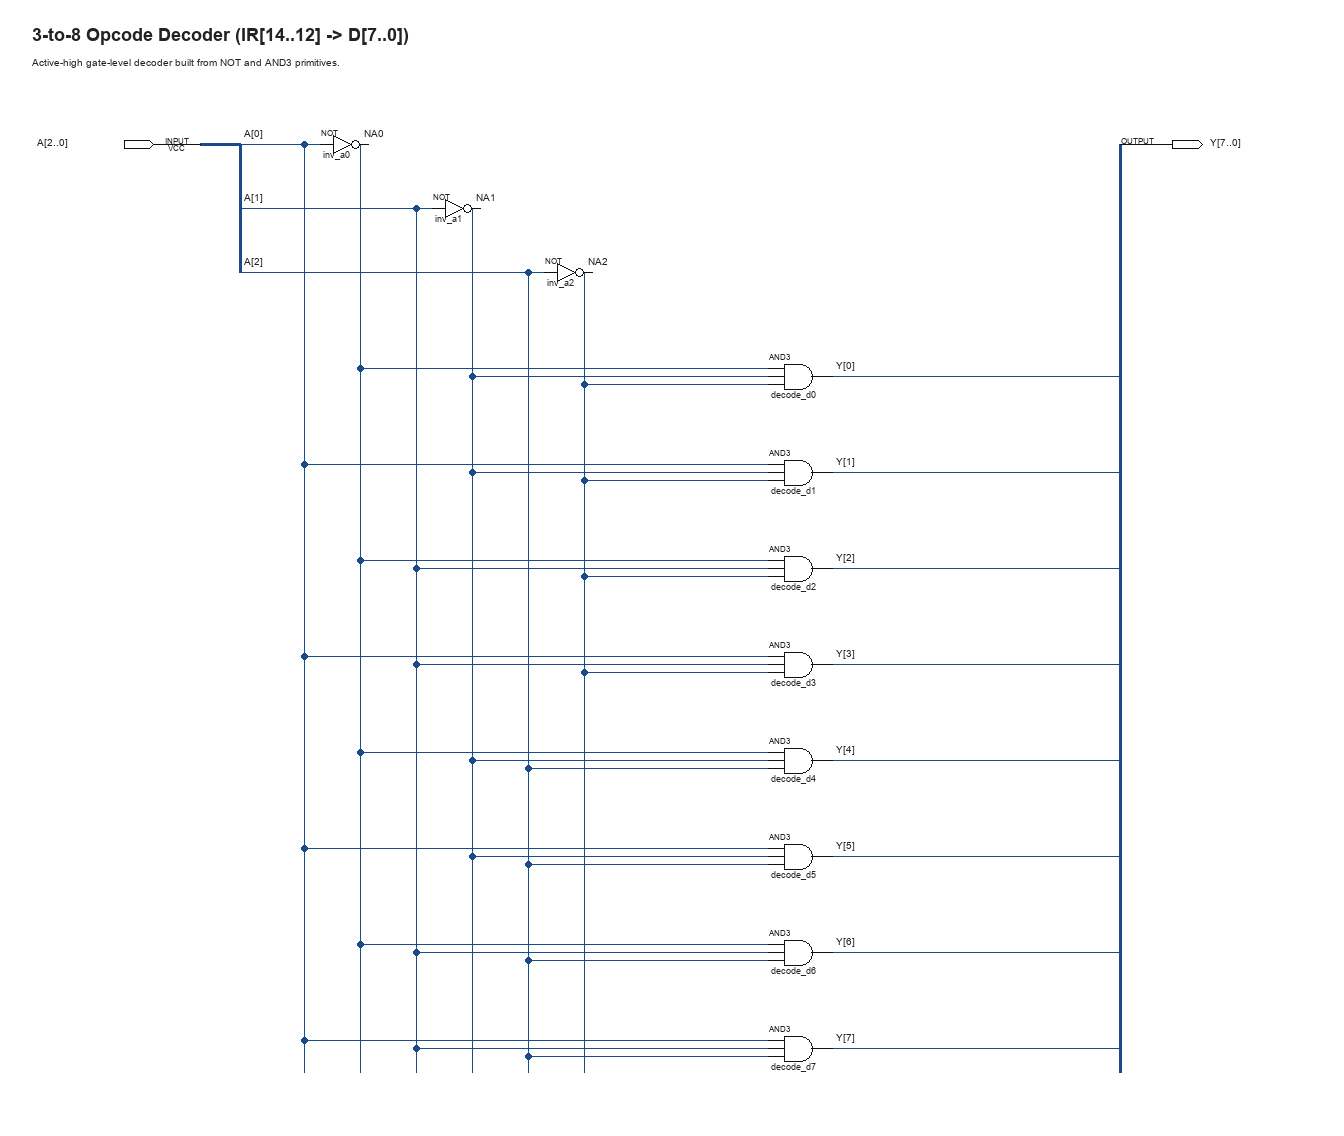 3-to-8 Opcode Decoder (IR[14..12] -> D[7..0])
Active-high gate-level decoder built from NOT and AND3 primitives.
A[2..0]
INPUT
VCC
A[0]
NOT
NA0
inv_a0
OUTPUT
Y[7..0]
A[1]
NOT
NA1
inv_a1
A[2]
NOT
NA2
inv_a2
AND3
Y[0]
decode_d0
AND3
Y[1]
decode_d1
AND3
Y[2]
decode_d2
AND3
Y[3]
decode_d3
AND3
Y[4]
decode_d4
AND3
Y[5]
decode_d5
AND3
Y[6]
decode_d6
AND3
Y[7]
decode_d7